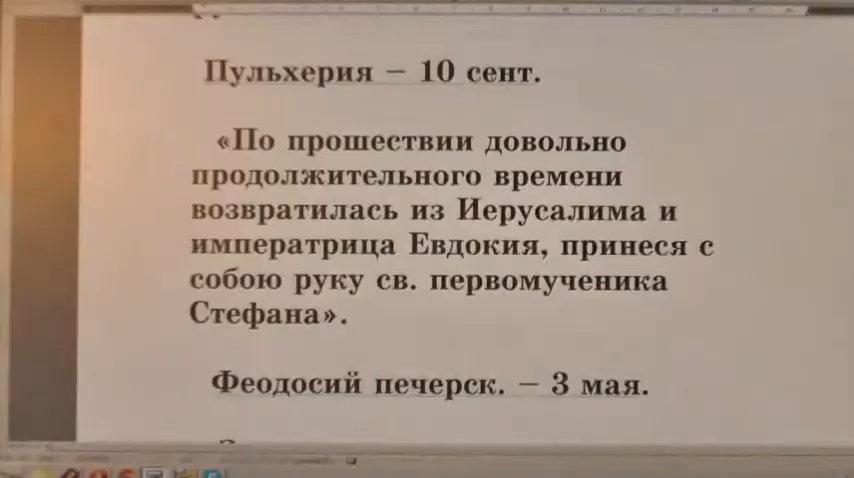 Пульхерия – 10 сент.
«По прошествии довольно
продолжительного времени
возвратилась из Иерусалима и
императрица Евдокия, принеся с
собою руку св. первомученика
Стефана».
Феодосий печерск. – 3 мая.